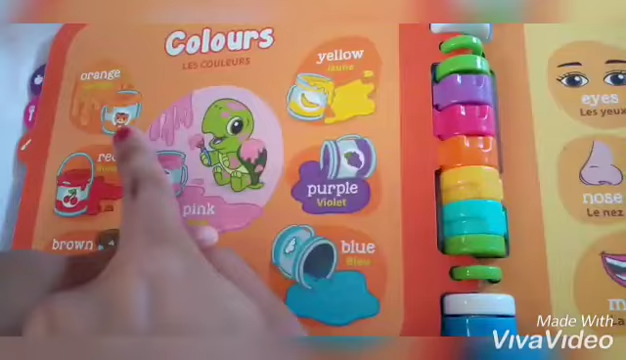 Colours
LES COULEURS
orange
yellow
Jaune
re
purple
Violet
pink
brown
blue
Bleu
eyes
Les yeux
nose
Le nez
Made With
VivaVideo